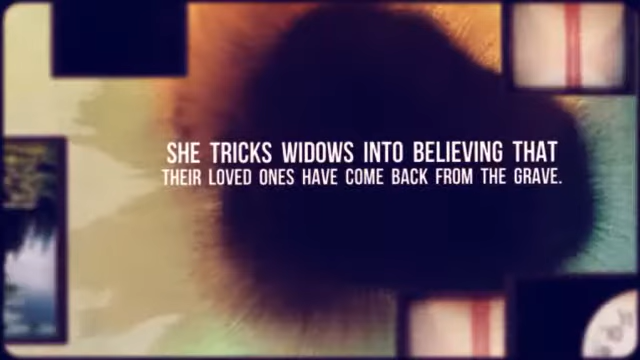 SHE TRICKS WIDOWS INTO BELIEVING THAT
THEIR LOVED ONES HAVE COME BACK FROM THE GRAVE.